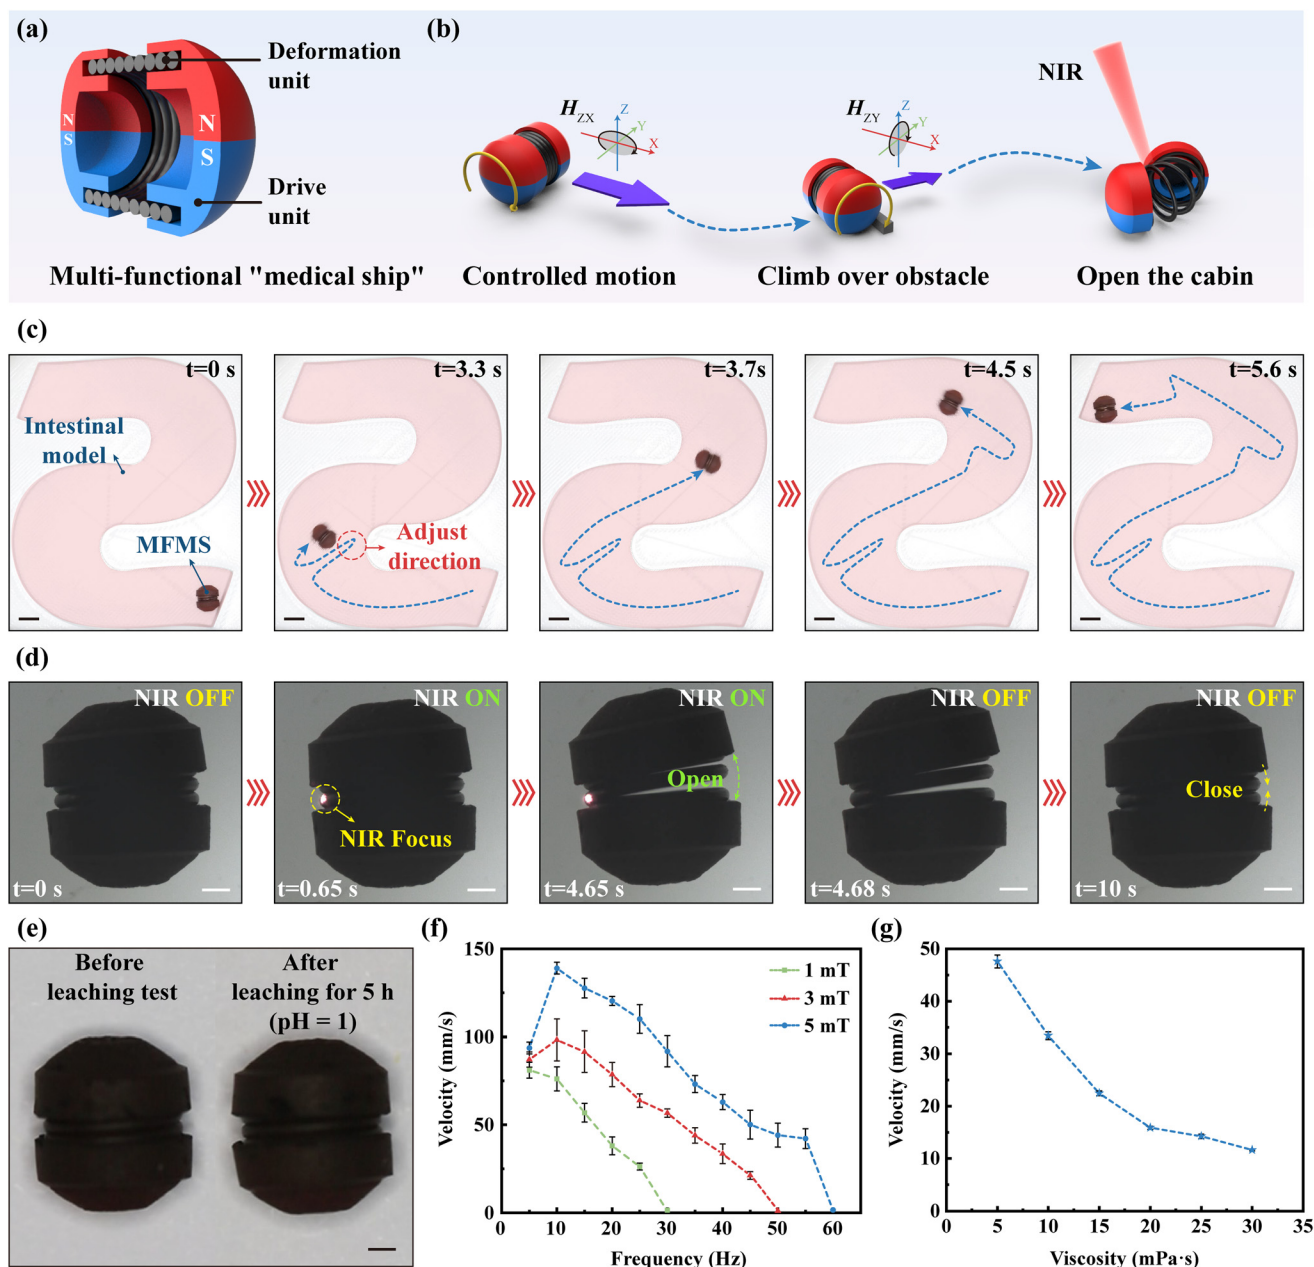 (a)
Deformation
unit
N
S
N
S
Drive
unit
Multi-functional "medical ship"
(b)
H_ZX
Z
Y
X
Controlled motion
H_ZY
Z
Y
X
Climb over obstacle
NIR
Open the cabin
(c)
t=0 s
Intestinal
model
MFMS
t=3.3 s
Adjust
direction
t=3.7s
t=4.5 s
t=5.6 s
(d)
NIR OFF
t=0 s
NIR ON
NIR Focus
t=0.65 s
NIR ON
Open
t=4.65 s
NIR OFF
t=4.68 s
NIR OFF
Close
t=10 s
(e)
Before
leaching test
After
leaching for 5 h
(pH = 1)
(f)
150
100
50
0
Velocity (mm/s)
1 mT
3 mT
5 mT
0 10 20 30 40 50 60
Frequency (Hz)
(g)
50
40
30
20
10
0
Velocity (mm/s)
0 5 10 15 20 25 30 35
Viscosity (mPa·s)